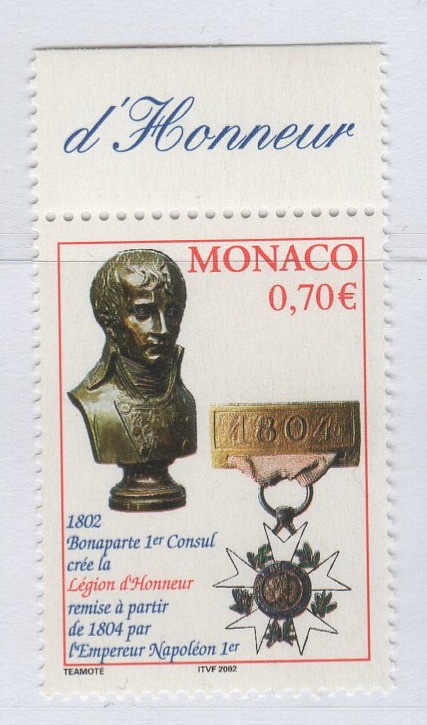 d'Honneur
MONACO
0,70€
1804
1802
Bonaparte 1er Consul
crée la
Légion d'Honneur
remise à partir
de 1804 par
l'Empereur Napoléon 1er
TEAMOTÉ
ITVF 2002